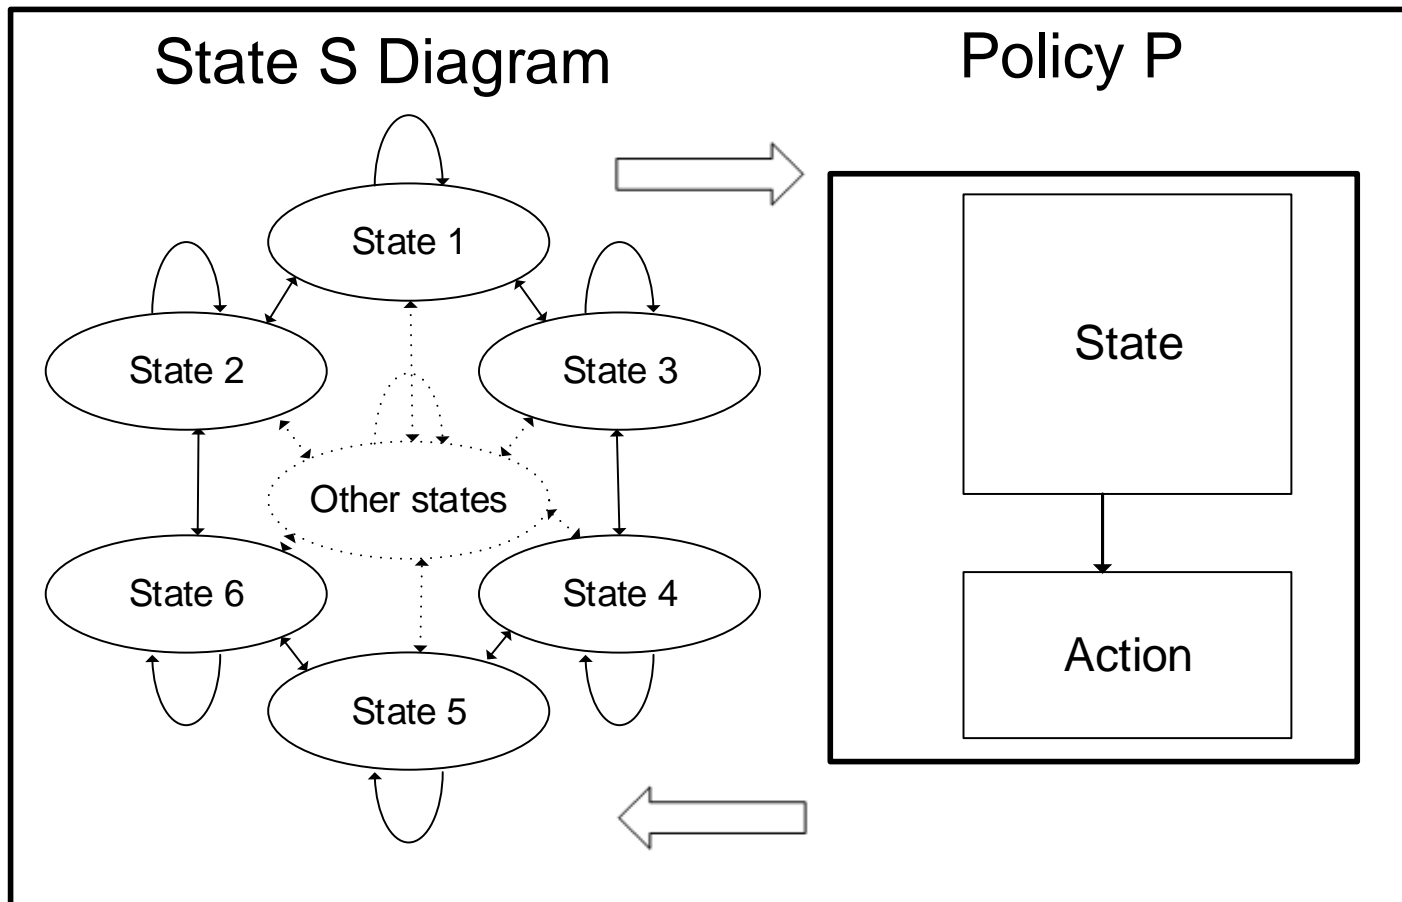 State S Diagram
Policy P
State 1
State 2
State 3
State
Other states
State 6
State 4
Action
State 5